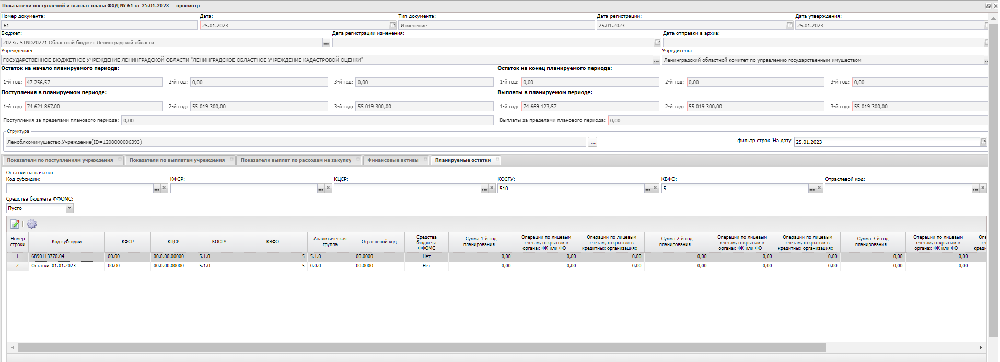 Показатели поступлений и выплат плана ФХД № 61 от 25.01.2023 — просмотр
Номер документа: Дата: Тип документа: Дата регистрации: Дата утверждения:
61 25.01.2023 Изменение 25.01.2023 25.01.2023
Бюджет: Дата регистрации изменения: Дата отправки в архив:
2023г. STND20221 Областной бюджет Ленинградской области
Учреждение: Учредитель:
ГОСУДАРСТВЕННОЕ БЮДЖЕТНОЕ УЧРЕЖДЕНИЕ ЛЕНИНГРАДСКОЙ ОБЛАСТИ "ЛЕНИНГРАДСКОЕ ОБЛАСТНОЕ УЧРЕЖДЕНИЕ КАДАСТРОВОЙ ОЦЕНКИ" Ленинградский областной комитет по управлению государственным имуществом
Остаток на начало планируемого периода: Остаток на конец планируемого периода:
1-й год: 47 256,57 2-й год: 0,00 3-й год: 0,00 1-й год: 0,00 2-й год: 0,00 3-й год: 0,00
Поступления в планируемом периоде: Выплаты в планируемом периоде:
1-й год: 74 621 867,00 2-й год: 55 019 300,00 3-й год: 55 019 300,00 1-й год: 74 669 123,57 2-й год: 55 019 300,00 3-й год: 55 019 300,00
Поступления за пределами планового периода: 0,00 Выплаты за пределами планового периода: 0,00
Структура
Леноблкомимущество,Учреждение(ID=1208000006393) ... фильтр строк 'На дату' 25.01.2023
Показатели по поступлениям учреждения Показатели по выплатам учреждения Показатели выплат по расходам на закупку Финансовые активы Планируемые остатки
Остатки на начало:
Код субсидии: КФСР: КЦСР: КОСГУ: КВФО: Отраслевой код:
510 5
Средства бюджета ФФОМС:
Пусто
Номер строки Код субсидии КФСР КЦСР КОСГУ КВФО Аналитическая группа Отраслевой код Средства бюджета ФФОМС Сумма 1-й год планирования Операции по лицевым счетам, открытым в органах ФК или ФО Операции по лицевым счетам, открытым в кредитных организациях Сумма 2-й год планирования Операции по лицевым счетам, открытым в органах ФК или ФО Операции по лицевым счетам, открытым в кредитных организациях Сумма 3-й год планирования Операции по лицевым счетам, открытым в органах ФК или ФО
1 6890113770.04 00.00 00.0.00.00000 5.1.0 5 5.1.0 00.0000 Нет 0,00 0,00 0,00 0,00 0,00 0,00 0,00 0,00
2 Остатки_01.01.2023 00.00 00.0.00.00000 5.1.0 5 0.0.0 00.0000 Нет 0,00 0,00 0,00 0,00 0,00 0,00 0,00 0,00